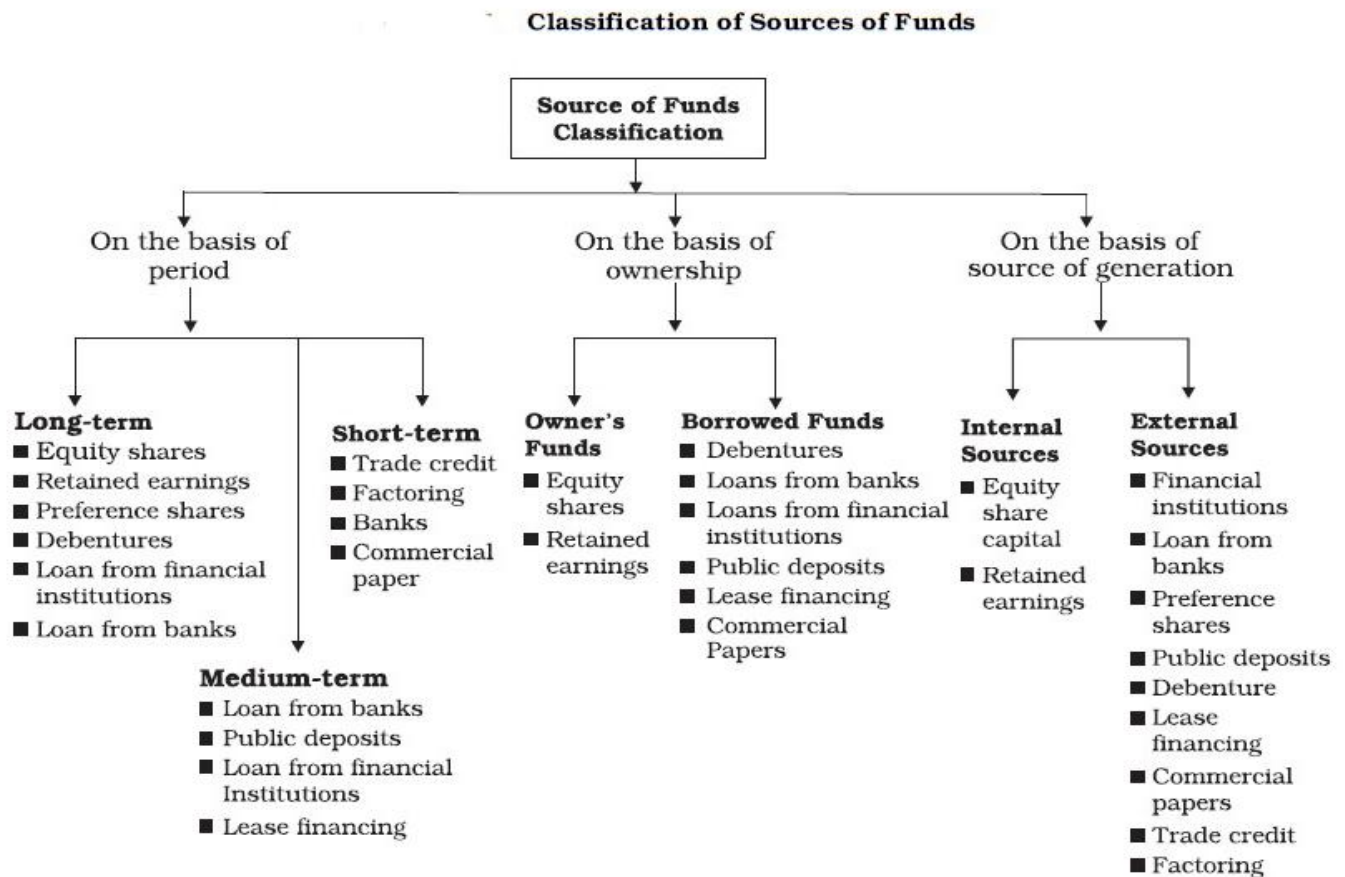 Classification of Sources of Funds
Source of Funds
Classification
On the basis of
period
On the basis of
ownership
On the basis of
source of generation
Long-term
Equity shares
Retained earnings
Preference shares
Debentures
Loan from financial
institutions
Loan from banks
Medium-term
Loan from banks
Public deposits
Loan from financial
Institutions
Lease financing
Short-term
Trade credit
Factoring
Banks
Commercial
paper
Owner's
Funds
Equity
shares
Retained
earnings
Borrowed Funds
Debentures
Loans from banks
Loans from financial
institutions
Public deposits
Lease financing
Commercial
Papers
Internal
Sources
Equity
share
capital
Retained
earnings
External
Sources
Financial
institutions
Loan from
banks
Preference
shares
Public deposits
Debenture
Lease
financing
Commercial
papers
Trade credit
Factoring